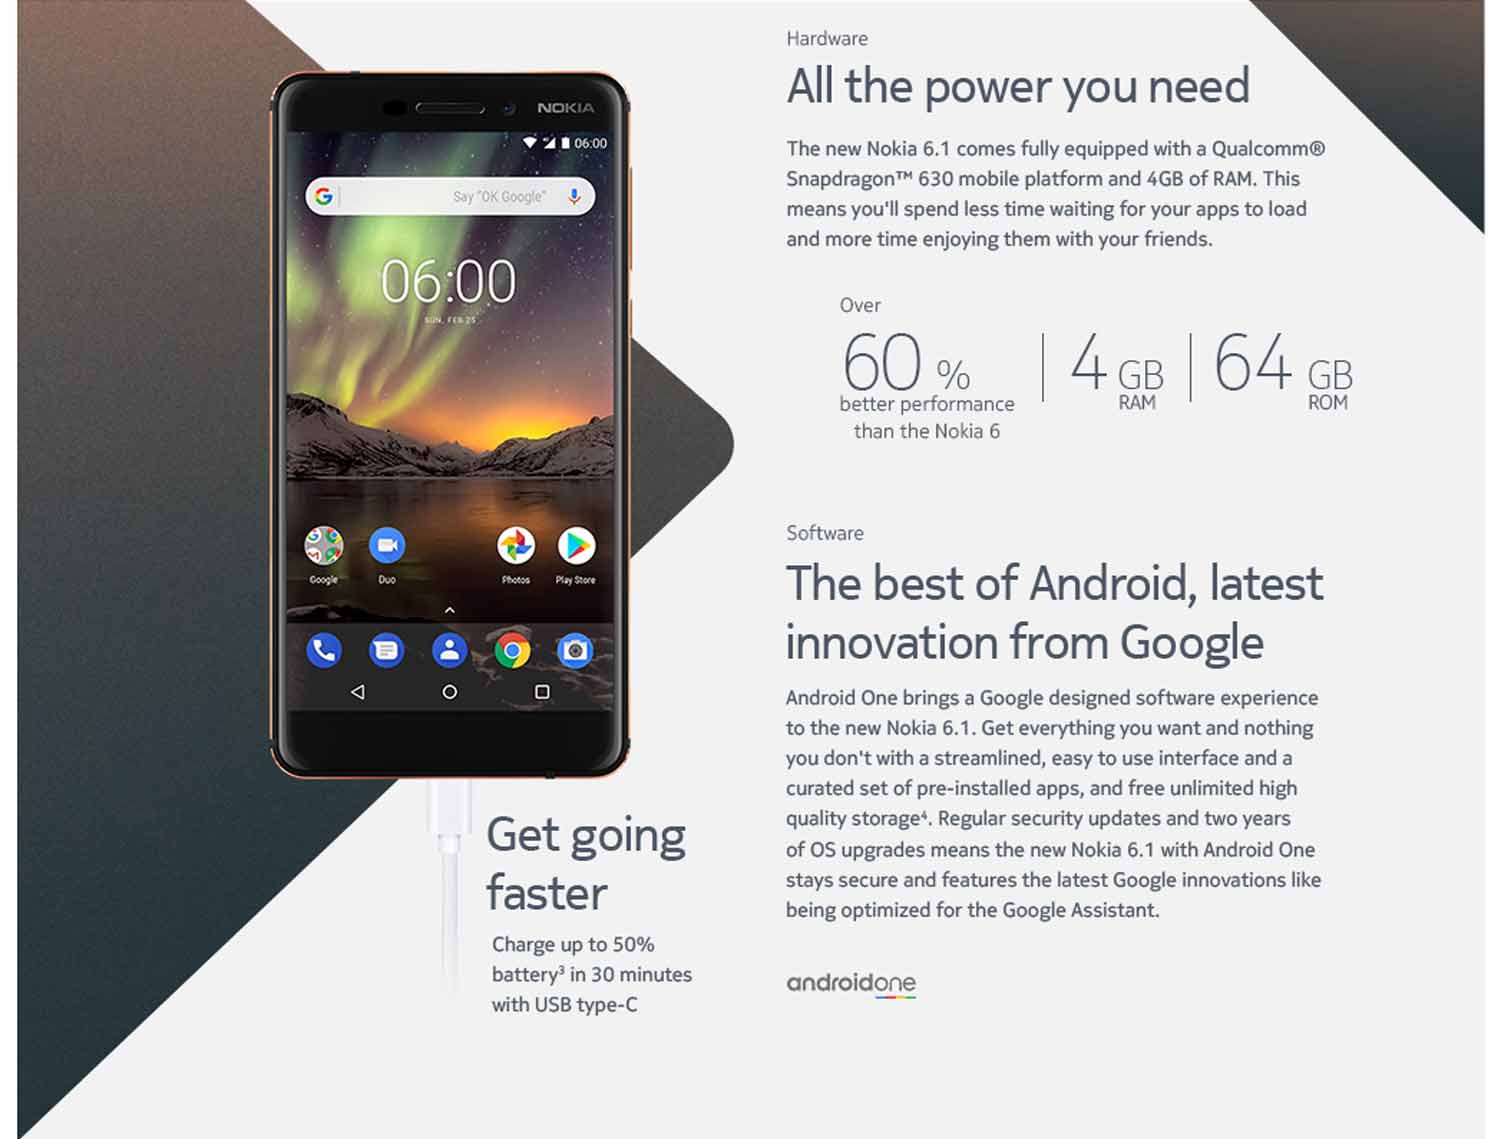 NOKIA
06:00
Say "OK Google"
06:00
SUN, FEB 25
Google
Duo
Photos
Play Store
Get going
faster
Charge up to 50%
battery³ in 30 minutes
with USB type-C
Hardware
All the power you need
The new Nokia 6.1 comes fully equipped with a Qualcomm®
Snapdragon™ 630 mobile platform and 4GB of RAM. This
means you'll spend less time waiting for your apps to load
and more time enjoying them with your friends.
Over
60 %
better performance
than the Nokia 6
4 GB
RAM
64 GB
ROM
Software
The best of Android, latest
innovation from Google
Android One brings a Google designed software experience
to the new Nokia 6.1. Get everything you want and nothing
you don't with a streamlined, easy to use interface and a
curated set of pre-installed apps, and free unlimited high
quality storage⁴. Regular security updates and two years
of OS upgrades means the new Nokia 6.1 with Android One
stays secure and features the latest Google innovations like
being optimized for the Google Assistant.
androidone